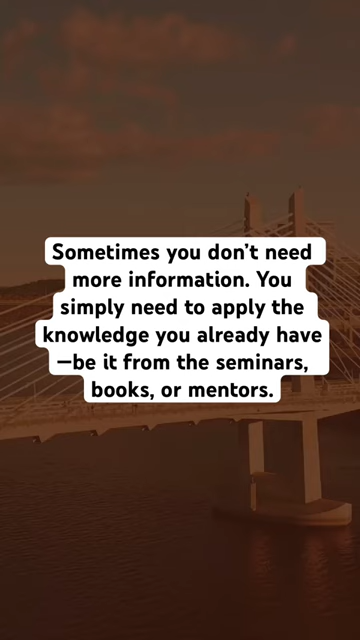 Sometimes you don’t need
more information. You
simply need to apply the
knowledge you already have
—be it from the seminars,
books, or mentors.